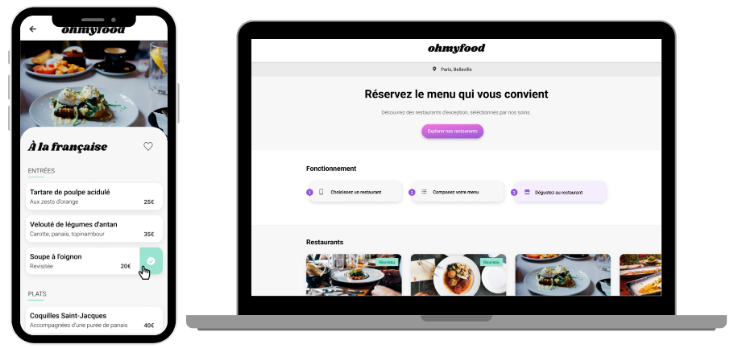 ohmyfood
À la française
ENTRÉES
Tartare de poulpe acidulé
Aux zests d'orange
25€
Velouté de légumes d'antan
Carotte, panais, topinambour
35€
Soupe à l'oignon
Revisitée
20€
PLATS
Coquilles Saint-Jacques
Accompagnées d'une purée de panais
40€
ohmyfood
Paris, Belleville
Réservez le menu qui vous convient
Découvrez des restaurants d'exception, sélectionnés par nos soins.
Explorer nos restaurants
Fonctionnement
1 Choisissez un restaurant
2 Composez votre menu
3 Dégustez au restaurant
Restaurants
Nouveau
Nouveau